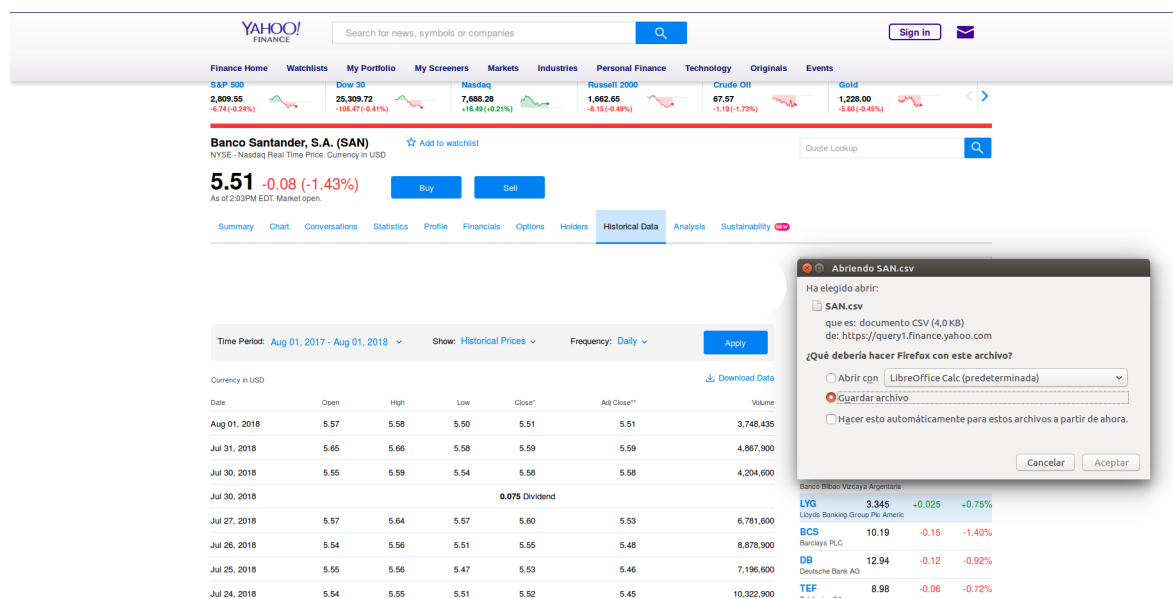 YAHOO!
FINANCE
Search for news, symbols or companies
Sign in
Finance Home Watchlists My Portfolio My Screeners Markets Industries Personal Finance Technology Originals Events
S&P 500 Dow 30 Nasdaq Russell 2000 Crude Oil Gold
2,809.55 25,309.72 7,688.28 1,662.65 67.57 1,228.00
-6.74 (-0.24%) -105.47 (-0.41%) +16.49 (+0.21%) -8.15 (-0.49%) -1.19 (-1.73%) -5.60 (-0.45%)
Banco Santander, S.A. (SAN) Add to watchlist
NYSE - Nasdaq Real Time Price. Currency in USD
Quote Lookup
5.51 -0.08 (-1.43%)
Buy Sell
As of 2:03PM EDT. Market open.
Summary Chart Conversations Statistics Profile Financials Options Holders Historical Data Analysis Sustainability NEW
Time Period: Aug 01, 2017 - Aug 01, 2018 Show: Historical Prices Frequency: Daily Apply
Currency in USD Download Data
Date Open High Low Close* Adj Close** Volume
Aug 01, 2018 5.57 5.58 5.50 5.51 5.51 3,748,435
Jul 31, 2018 5.65 5.66 5.58 5.59 5.59 4,867,900
Jul 30, 2018 5.55 5.59 5.54 5.58 5.58 4,204,600
Jul 30, 2018 0.075 Dividend
Jul 27, 2018 5.57 5.64 5.57 5.60 5.53 6,781,600
Jul 26, 2018 5.54 5.56 5.51 5.55 5.48 8,878,900
Jul 25, 2018 5.55 5.56 5.47 5.53 5.46 7,196,600
Jul 24, 2018 5.54 5.55 5.51 5.52 5.45 10,322,900
Abriendo SAN.csv
Ha elegido abrir:
SAN.csv
que es: documento CSV (4,0 KB)
de: https://query1.finance.yahoo.com
¿Qué debería hacer Firefox con este archivo?
Abrir con LibreOffice Calc (predeterminada)
Guardar archivo
Hacer esto automáticamente para estos archivos a partir de ahora.
Cancelar Aceptar
Banco Bilbao Vizcaya Argentaria
LYG 3.345 +0.025 +0.75%
Lloyds Banking Group Plc Americ
BCS 10.19 -0.15 -1.40%
Barclays PLC
DB 12.94 -0.12 -0.92%
Deutsche Bank AG
TEF 8.98 -0.06 -0.72%